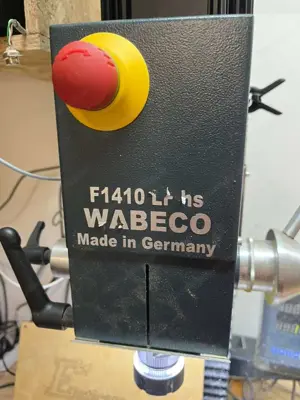 F1410 LF hs
WABECO
Made in Germany